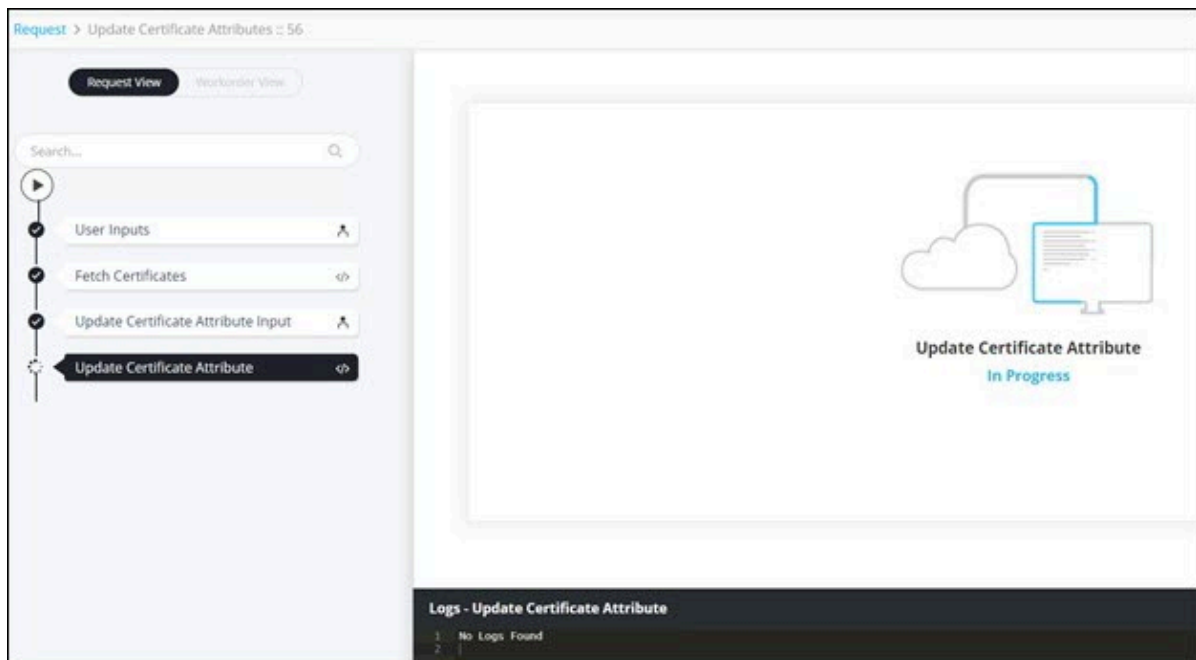 Request > Update Certificate Attributes :: 56
Request View
Workorder View
Search...
User Inputs
Fetch Certificates
</>
Update Certificate Attribute Input
Update Certificate Attribute
</>
Update Certificate Attribute
In Progress
Logs - Update Certificate Attribute
1 No Logs Found
2